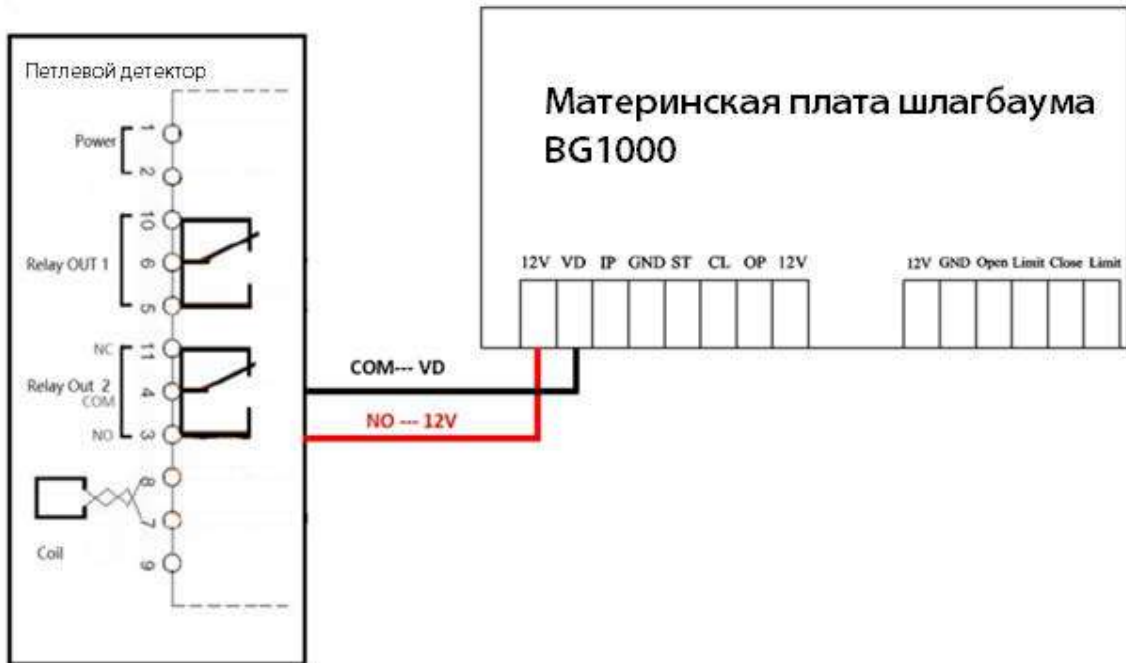 Петлевой детектор
Power
1
2
Relay OUT 1
10
6
5
NC
Relay Out 2
COM
NO
11
4
3
8
7
Coil
9
COM--- VD
NO --- 12V
Материнская плата шлагбаума
BG1000
12V VD IP GND ST CL OP 12V
12V GND Open Limit Close Limit